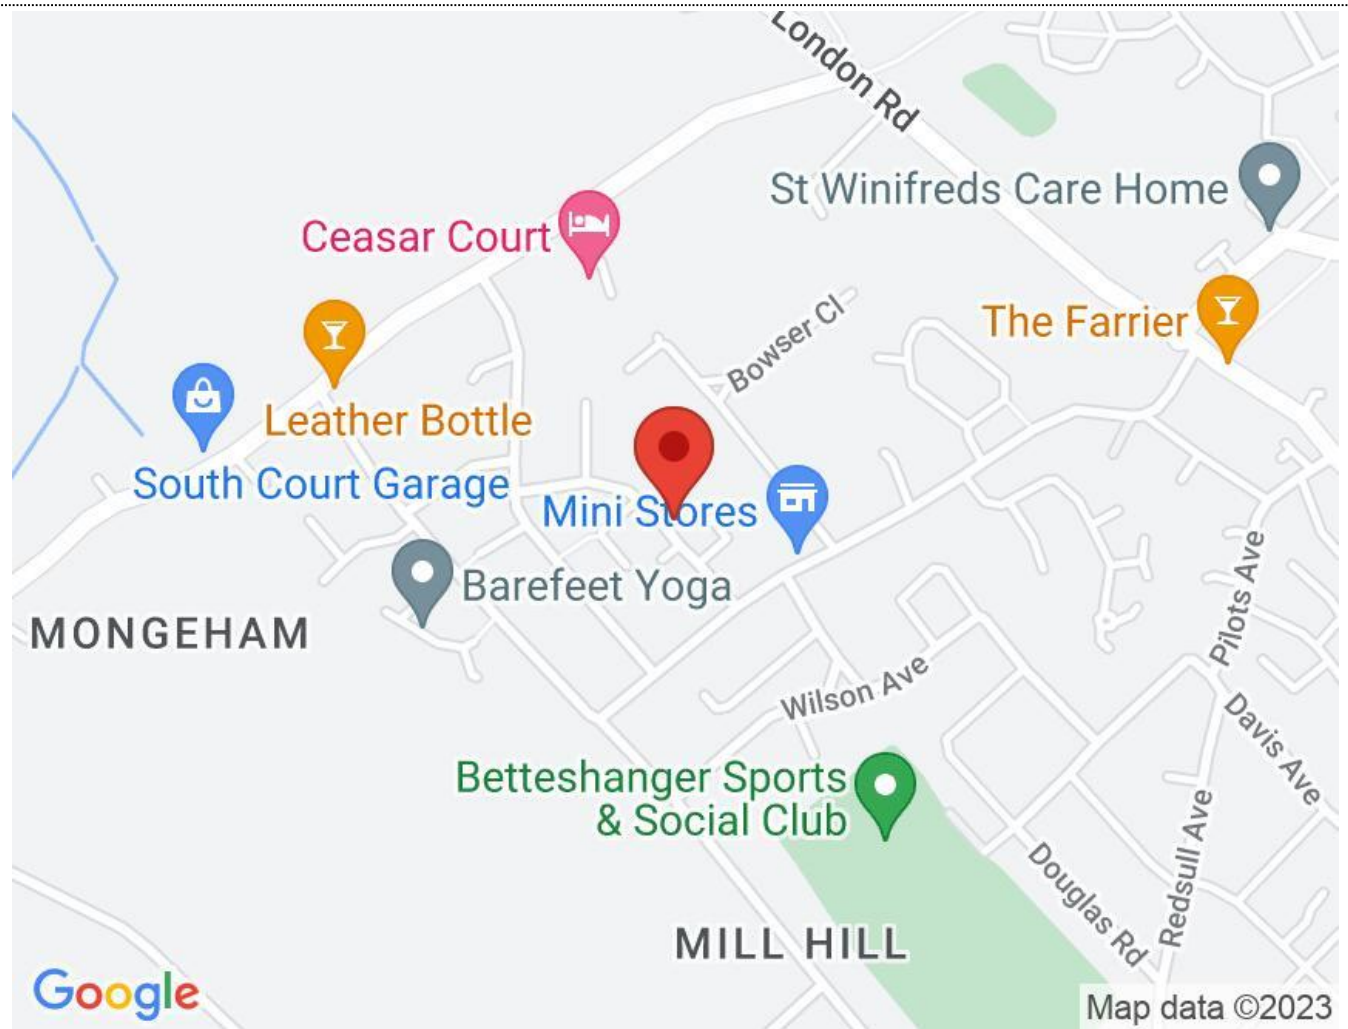 London Rd
St Winifreds Care Home
Ceasar Court
The Farrier
Bowser Cl
Leather Bottle
South Court Garage
Mini Stores
Barefeet Yoga
MONGEHAM
Pilots Ave
Wilson Ave
Davis Ave
Betteshanger Sports
& Social Club
Redsull Ave
Douglas Rd
MILL HILL
Google
Map data ©2023